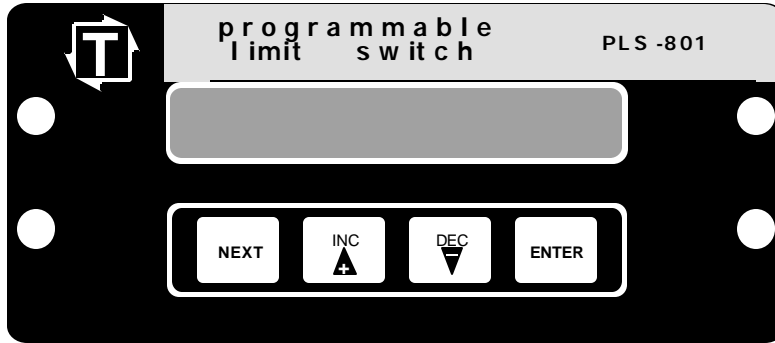 T
programmable
limit switch
PLS-801
NEXT
INC
+
DEC
-
ENTER